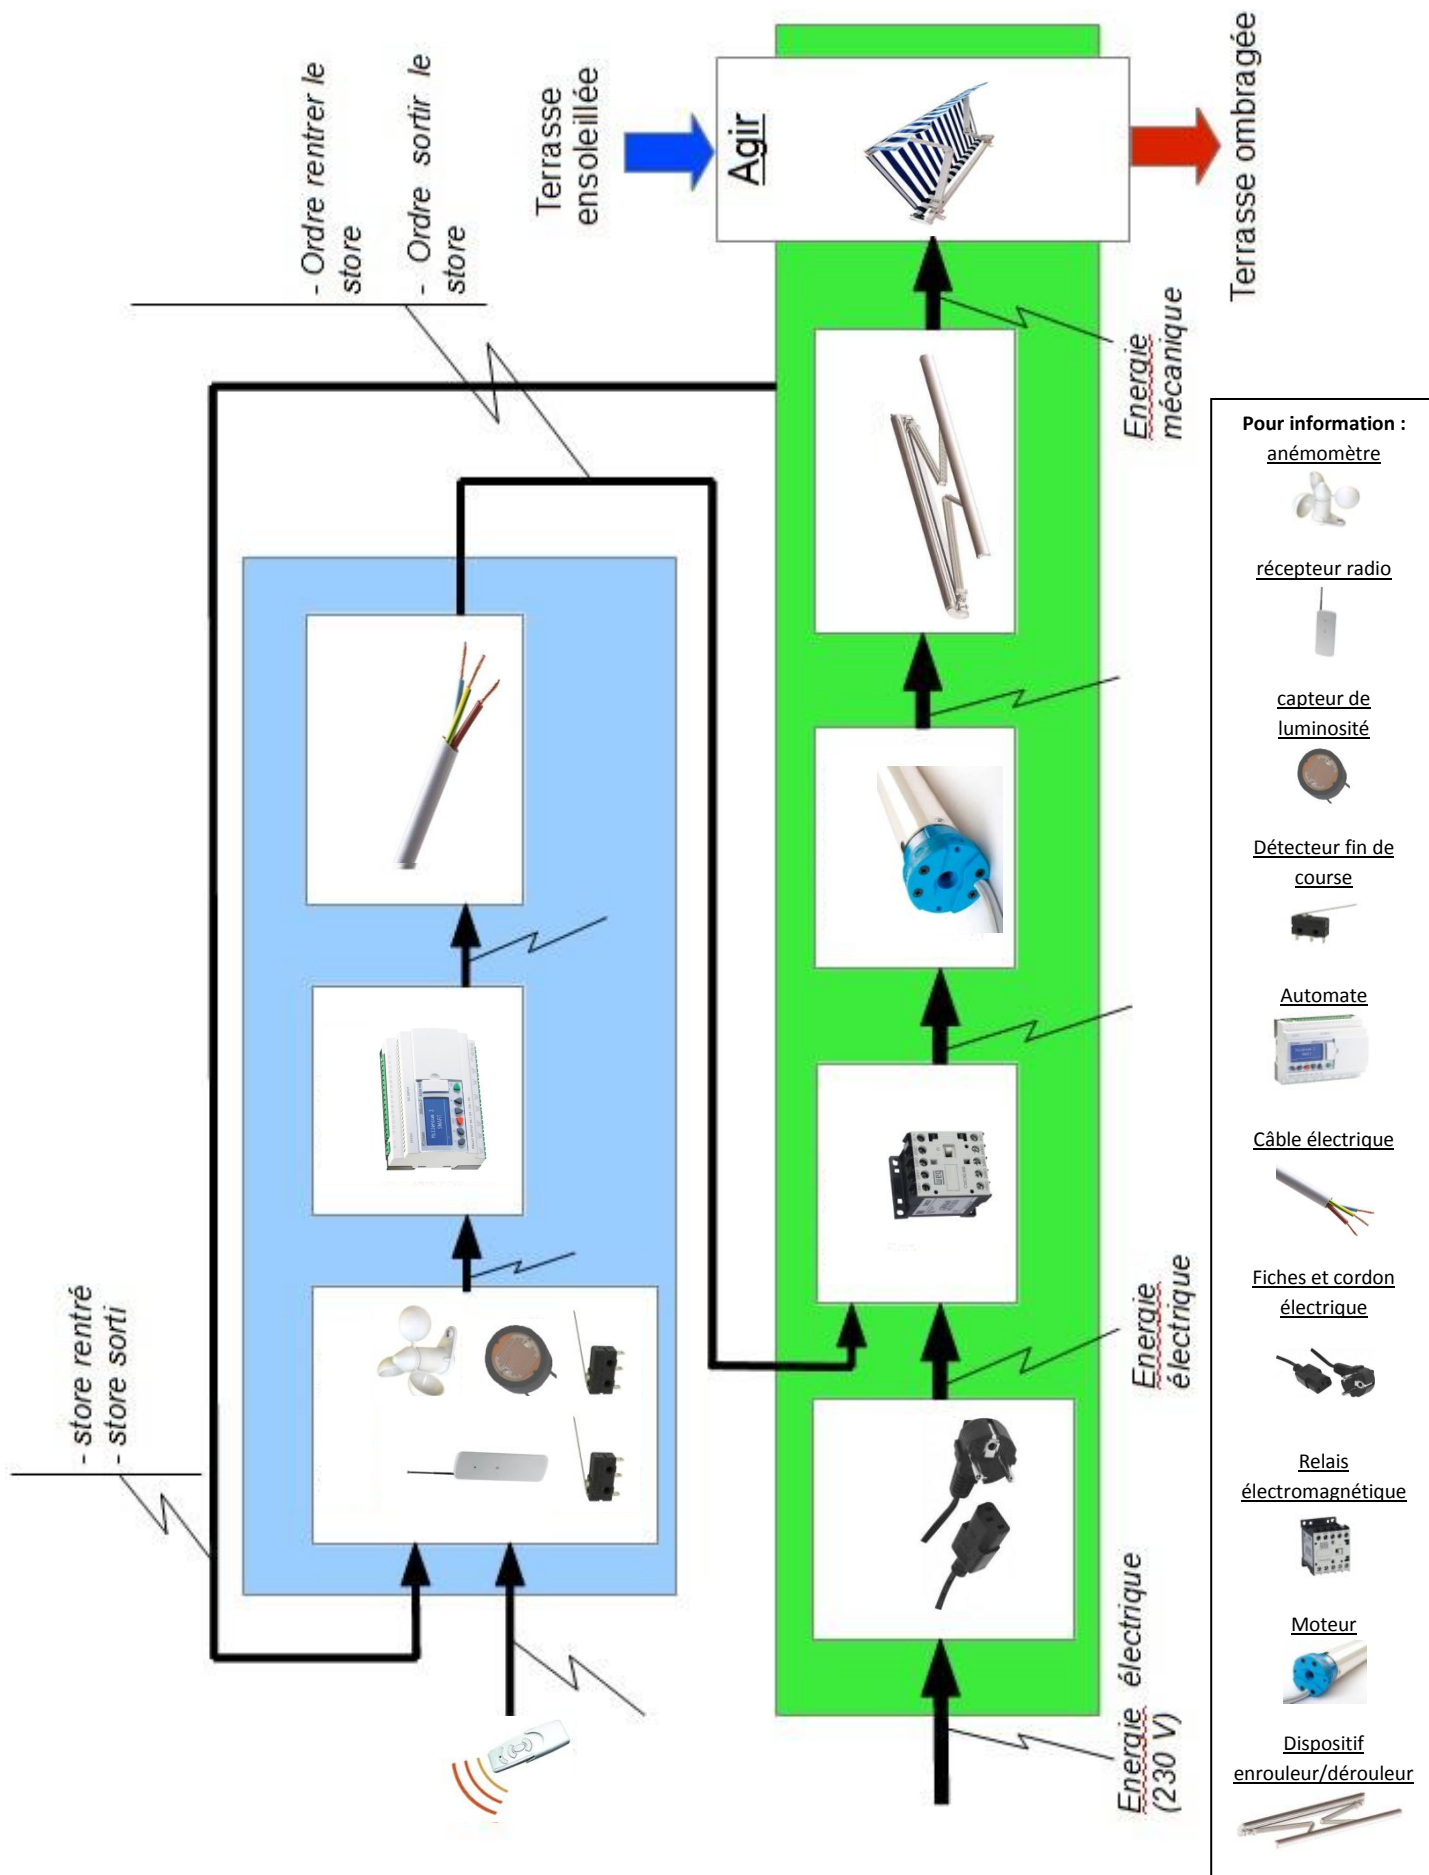 - Ordre rentrer le
store
- Ordre sortir le
store
Terrasse
ensoleillée
Agir
Terrasse ombragée
- store rentré
- store sorti
Energie
mécanique
Energie
électrique
Energie électrique
(230 V)
Pour information :
anémomètre
récepteur radio
capteur de
luminosité
Détecteur fin de
course
Automate
Câble électrique
Fiches et cordon
électrique
Relais
électromagnétique
Moteur
Dispositif
enrouleur/dérouleur